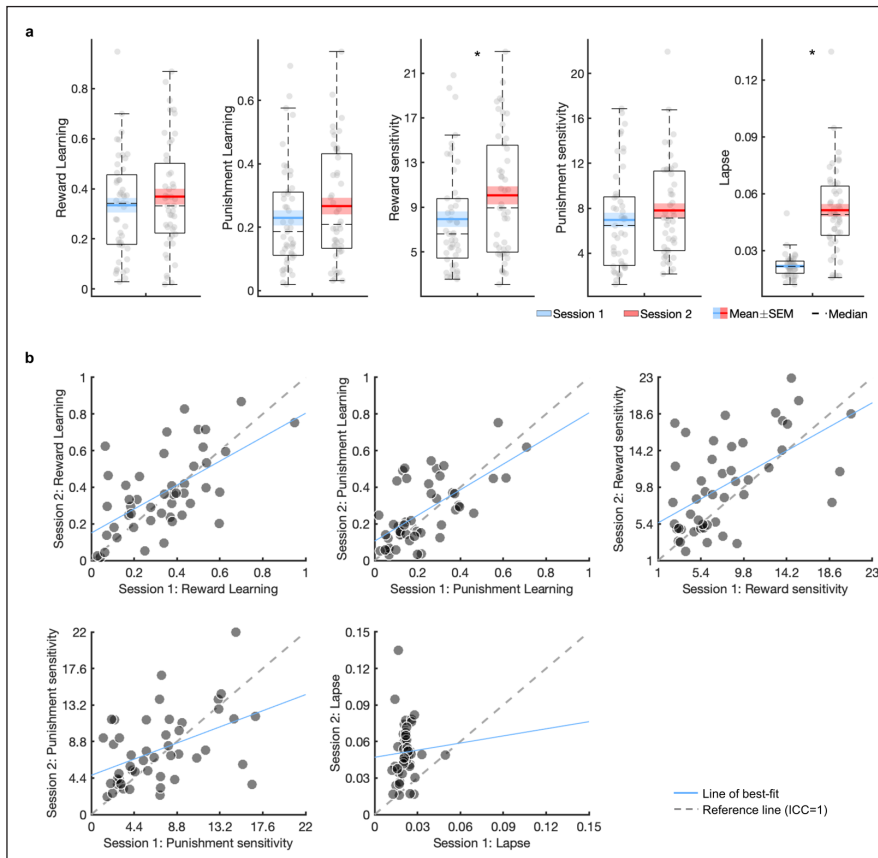 a
Reward Learning
0.8
0.6
0.4
0.2
0
Punishment Learning
0.6
0.4
0.2
0
Reward sensitivity
21
17
13
9
5
*
Punishment sensitivity
20
16
12
8
4
Lapse
0.12
0.09
0.06
0.03
*
Session 1 Session 2 Mean±SEM Median
b
Session 2: Reward Learning
1
0.8
0.6
0.4
0.2
0
0 0.2 0.4 0.6 0.8 1
Session 1: Reward Learning
Session 2: Punishment Learning
1
0.8
0.6
0.4
0.2
0
0 0.2 0.4 0.6 0.8 1
Session 1: Punishment Learning
Session 2: Reward sensitivity
23
18.6
14.2
9.8
5.4
1
1 5.4 9.8 14.2 18.6 23
Session 1: Reward sensitivity
Session 2: Punishment sensitivity
22
17.6
13.2
8.8
4.4
0
0 4.4 8.8 13.2 17.6 22
Session 1: Punishment sensitivity
Session 2: Lapse
0.15
0.12
0.09
0.06
0.03
0
0 0.03 0.06 0.09 0.12 0.15
Session 1: Lapse
Line of best-fit
Reference line (ICC=1)